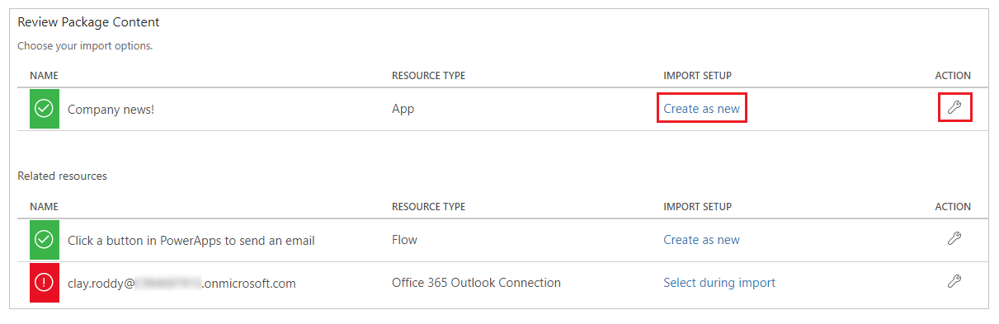 Review Package Content
Choose your import options.
NAME RESOURCE TYPE IMPORT SETUP ACTION
Company news! App Create as new
Related resources
NAME RESOURCE TYPE IMPORT SETUP ACTION
Click a button in PowerApps to send an email Flow Create as new
clay.roddy@ .onmicrosoft.com Office 365 Outlook Connection Select during import